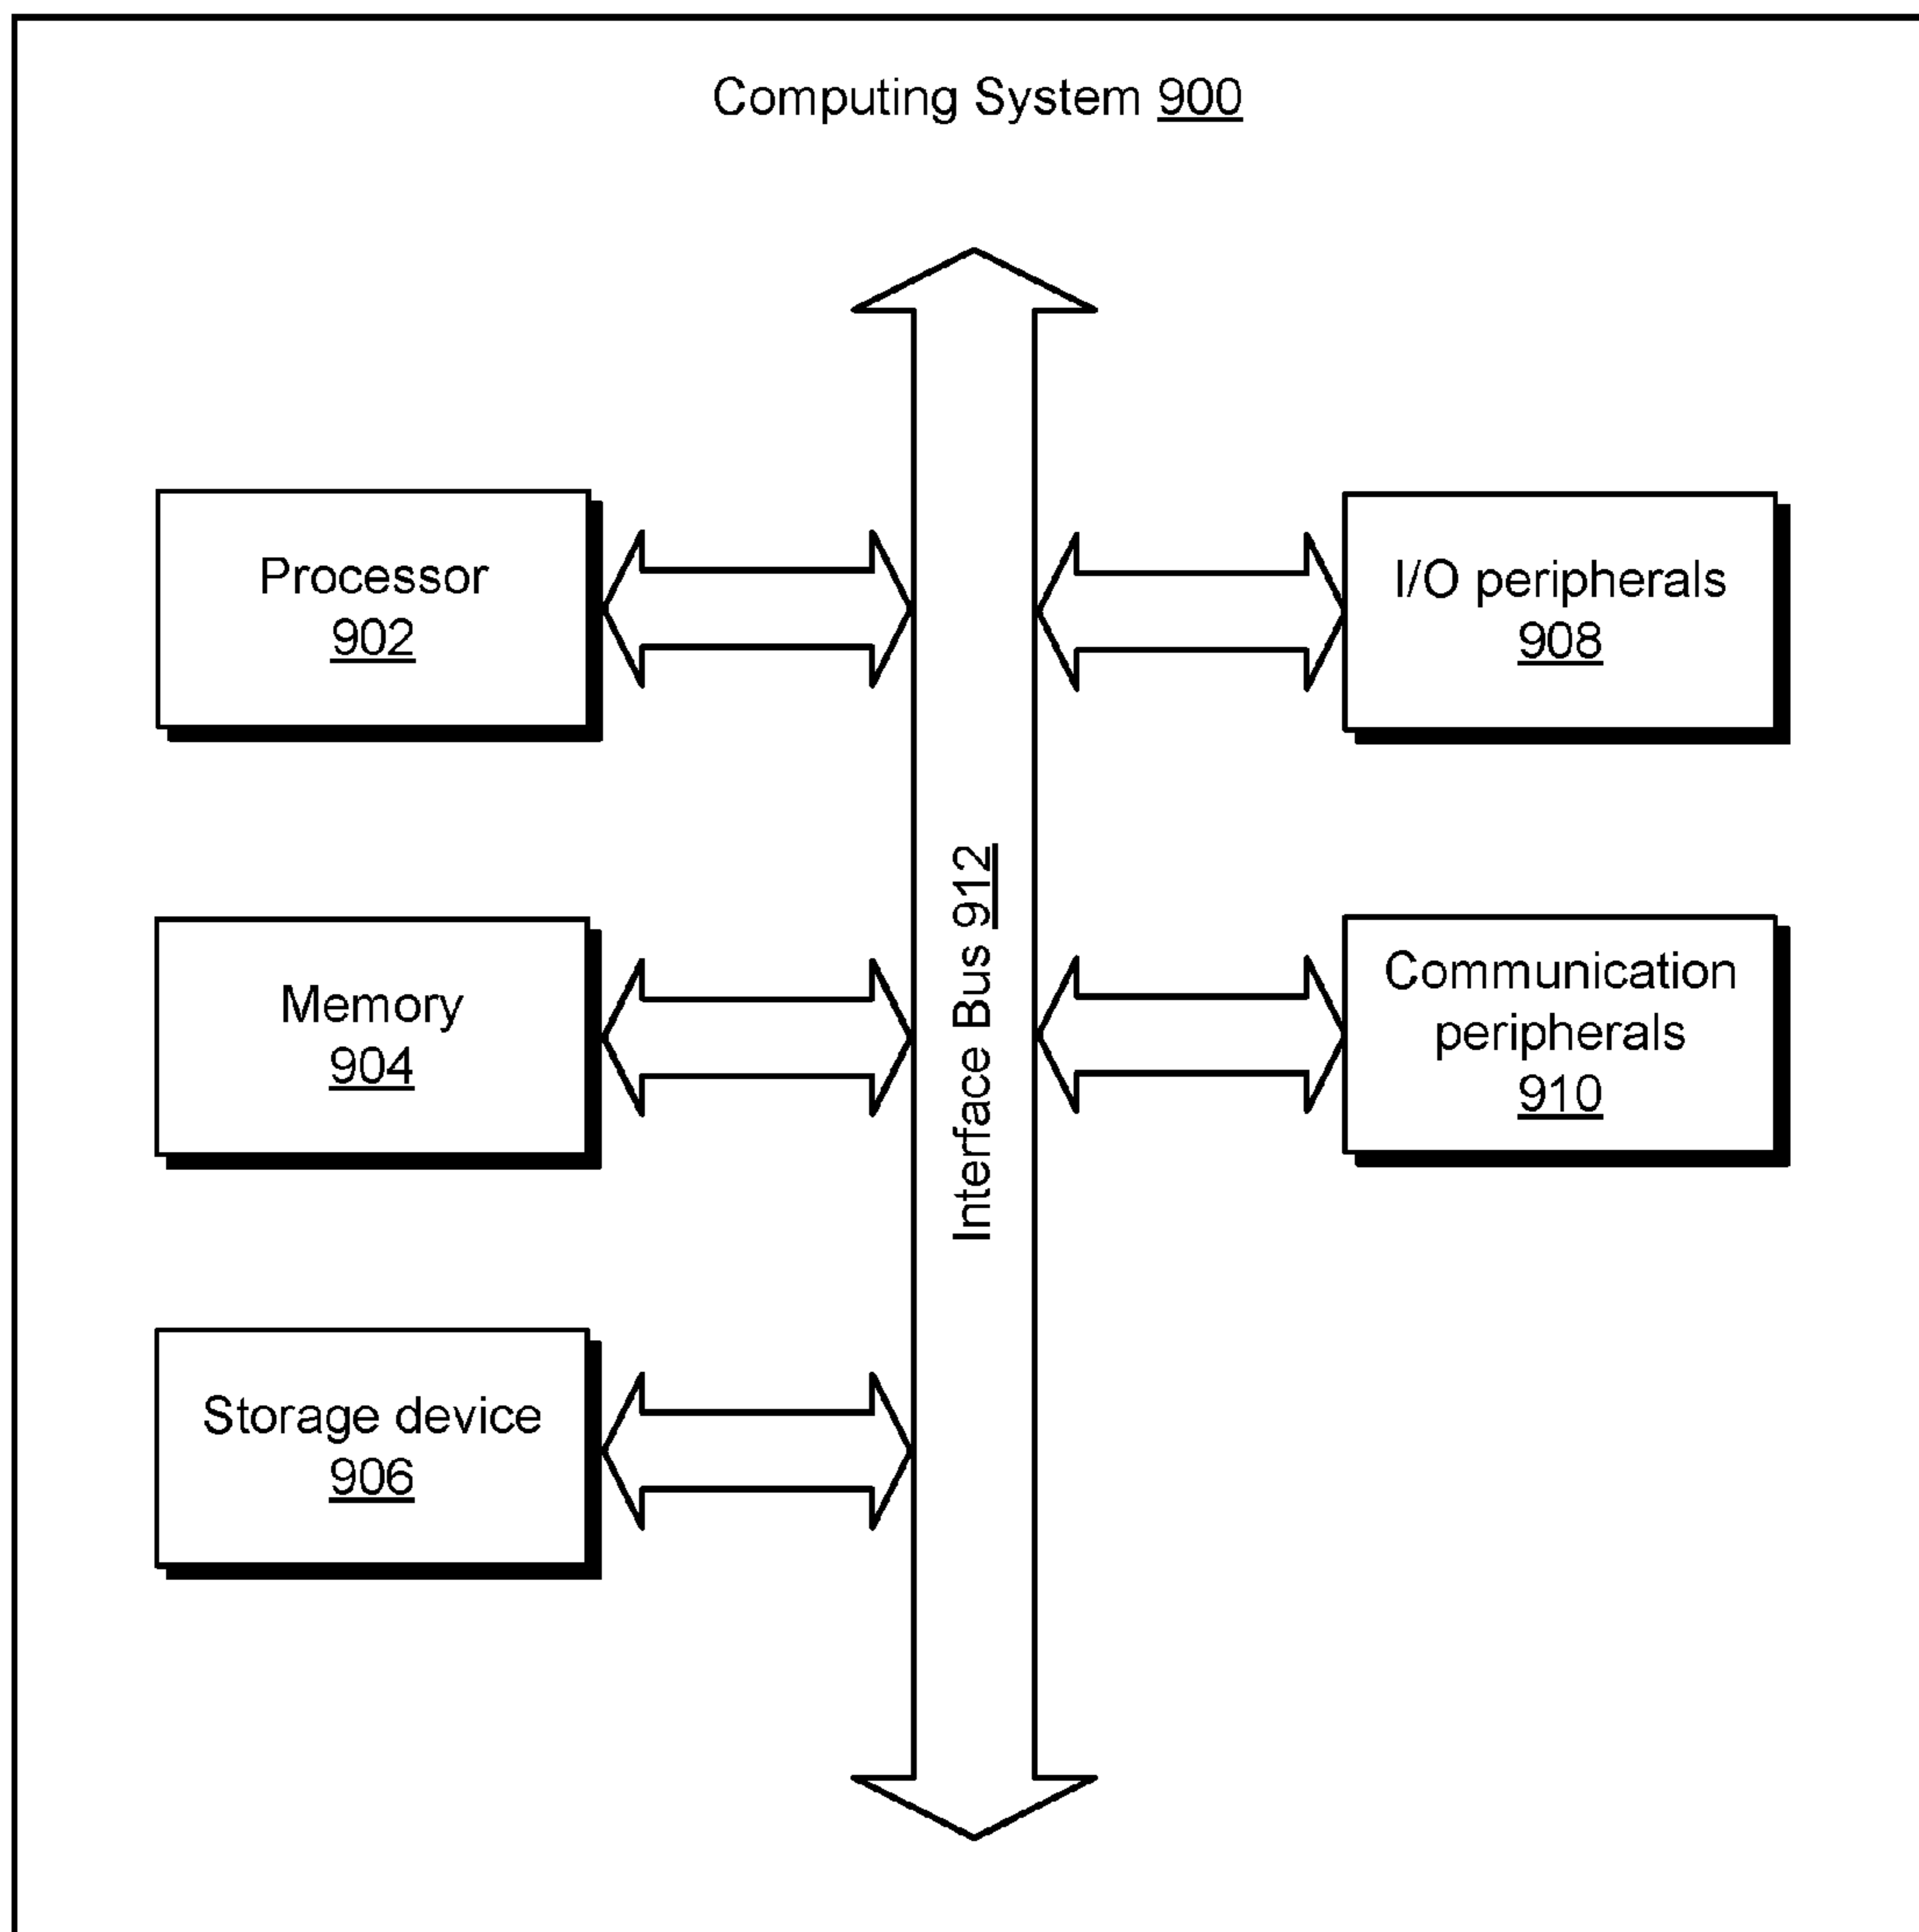 Computing System 900
Processor
902
I/O peripherals
908
Memory
904
Interface Bus 912
Communication
peripherals
910
Storage device
906